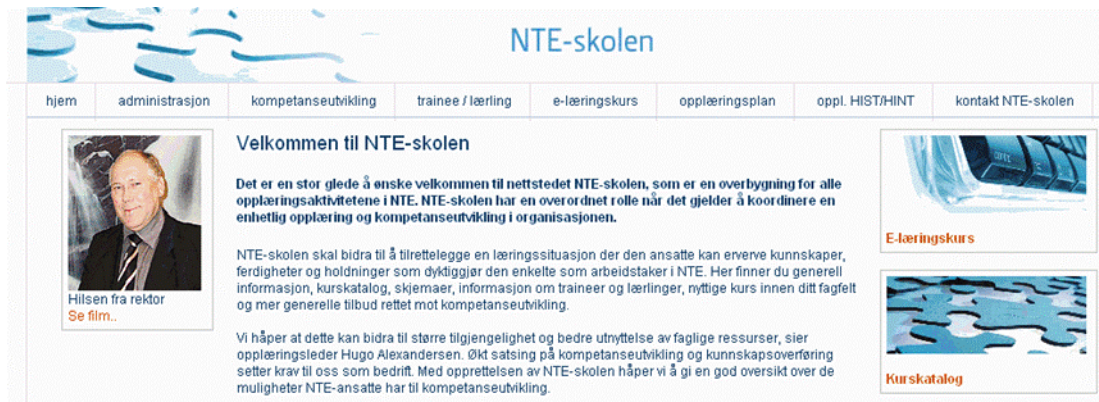 NTE-skolen
hjem administrasjon kompetanseutvikling trainee / lærling e-læringskurs opplæringsplan oppl. HIST/HINT kontakt NTE-skolen
Hilsen fra rektor
Se film..
Velkommen til NTE-skolen
Det er en stor glede å ønske velkommen til nettstedet NTE-skolen, som er en overbygning for alle
opplæringsaktivitetene i NTE. NTE-skolen har en overordnet rolle når det gjelder å koordinere en
enhetlig opplæring og kompetanseutvikling i organisasjonen.
NTE-skolen skal bidra til å tilrettelegge en læringssituasjon der den ansatte kan erverve kunnskaper,
ferdigheter og holdninger som dyktiggjør den enkelte som arbeidstaker i NTE. Her finner du generell
informasjon, kurskatalog, skjemaer, informasjon om traineer og lærlinger, nyttige kurs innen ditt fagfelt
og mer generelle tilbud rettet mot kompetanseutvikling.
Vi håper at dette kan bidra til større tilgjengelighet og bedre utnyttelse av faglige ressurser, sier
opplæringsleder Hugo Alexandersen. Økt satsing på kompetanseutvikling og kunnskapsoverføring
setter krav til oss som bedrift. Med opprettelsen av NTE-skolen håper vi å gi en god oversikt over de
muligheter NTE-ansatte har til kompetanseutvikling.
E-læringskurs
Kurskatalog